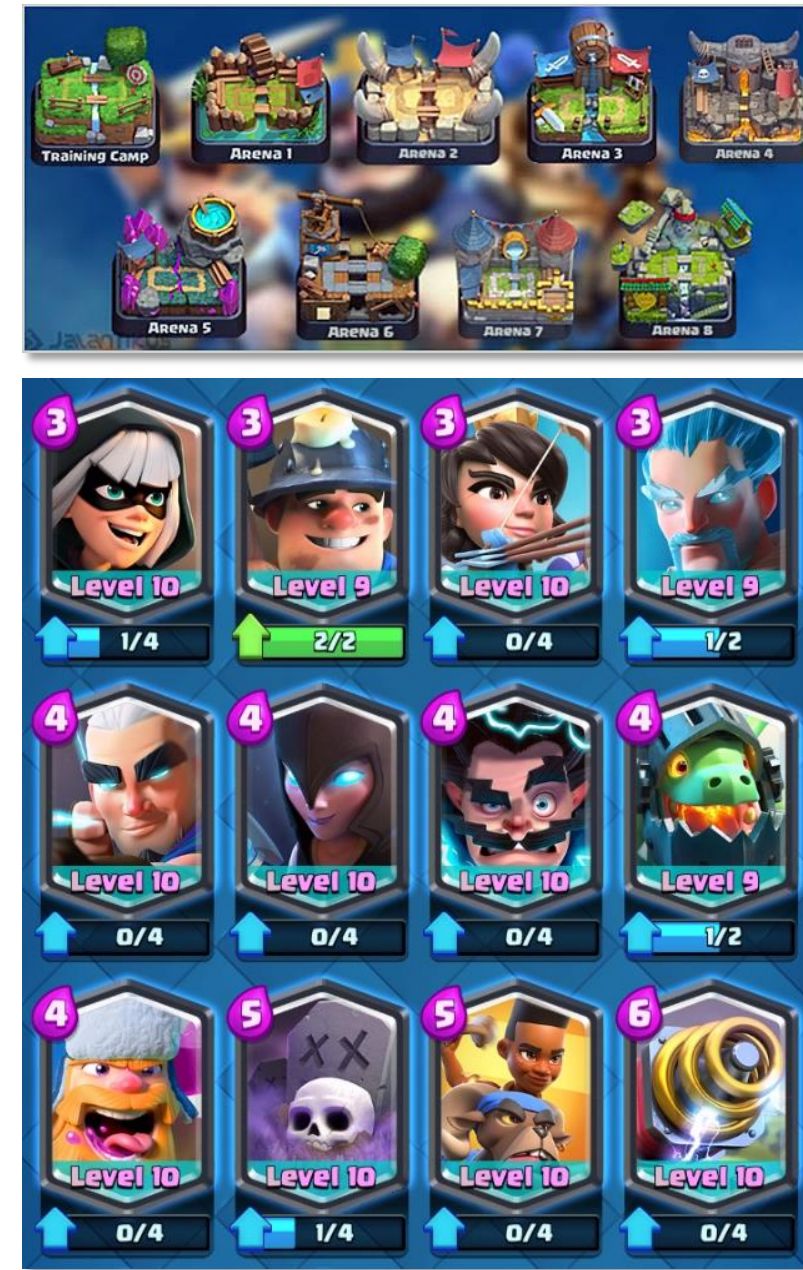 Training Camp Arena 1 Arena 2 Arena 3 Arena 4
Arena 5 Arena 6 Arena 7 Arena 8
JalanTikus
3 3 3 3
Level 10 Level 9 Level 10 Level 9
1/4 2/2 0/4 1/2
4 4 4 4
Level 10 Level 10 Level 10 Level 9
0/4 0/4 0/4 1/2
4 5 5 6
XX
Level 10 Level 10 Level 10 Level 10
0/4 1/4 0/4 0/4